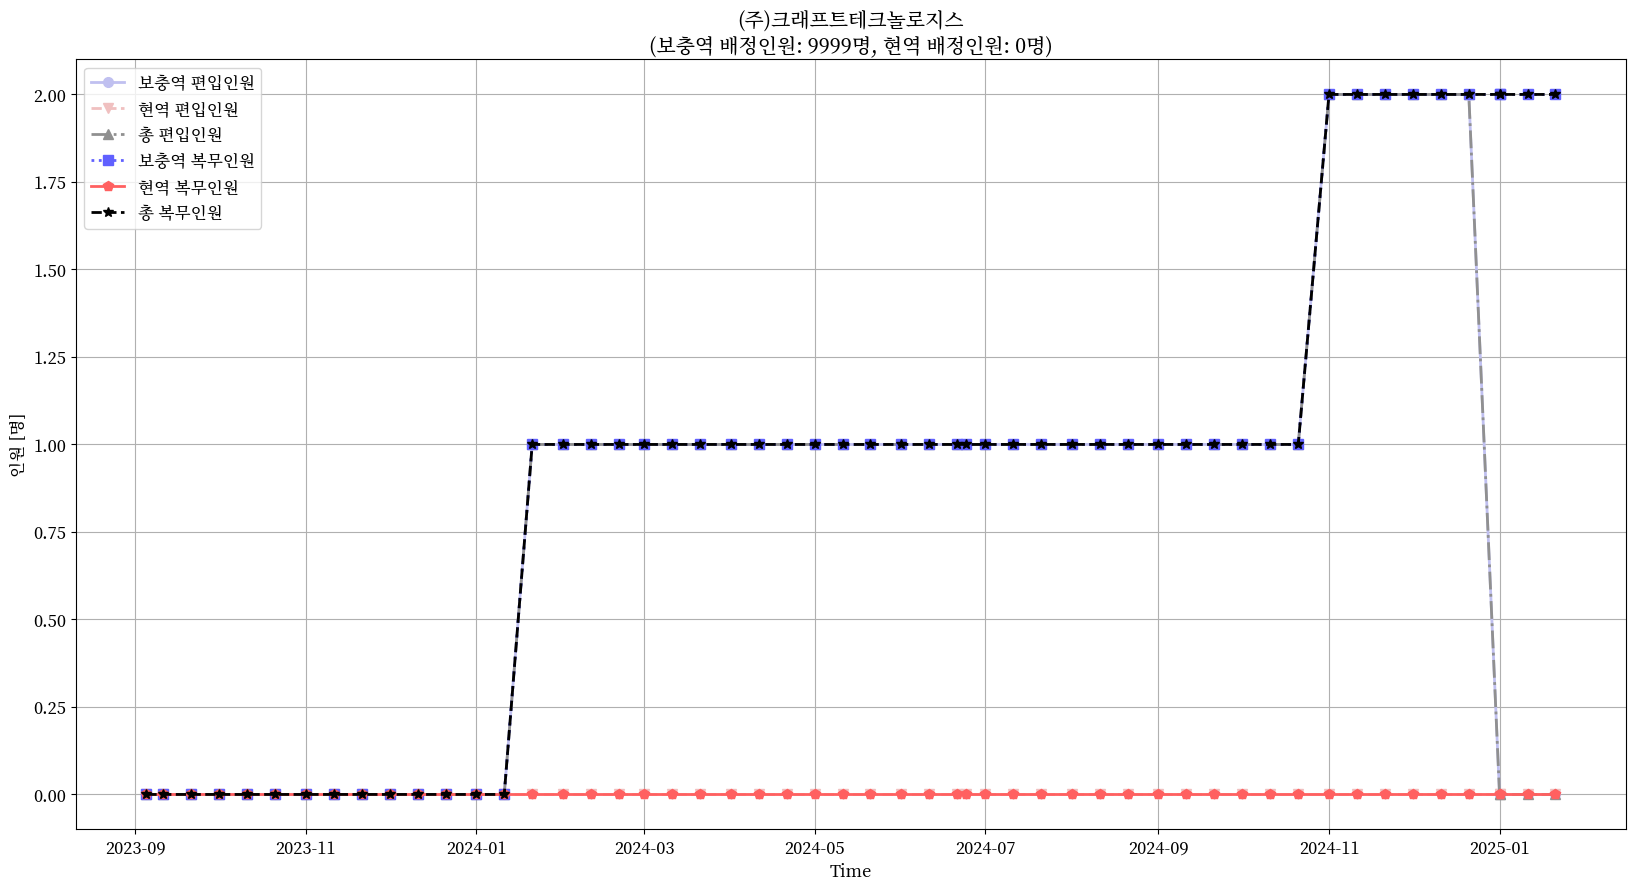 (주)크래프트테크놀로지스
(보충역 배정인원: 9999명, 현역 배정인원: 0명)
보충역 편입인원
현역 편입인원
총 편입인원
보충역 복무인원
현역 복무인원
총 복무인원
2.00
1.75
1.50
1.25
1.00
0.75
0.50
0.25
0.00
인원 [명]
2023-09 2023-11 2024-01 2024-03 2024-05 2024-07 2024-09 2024-11 2025-01
Time